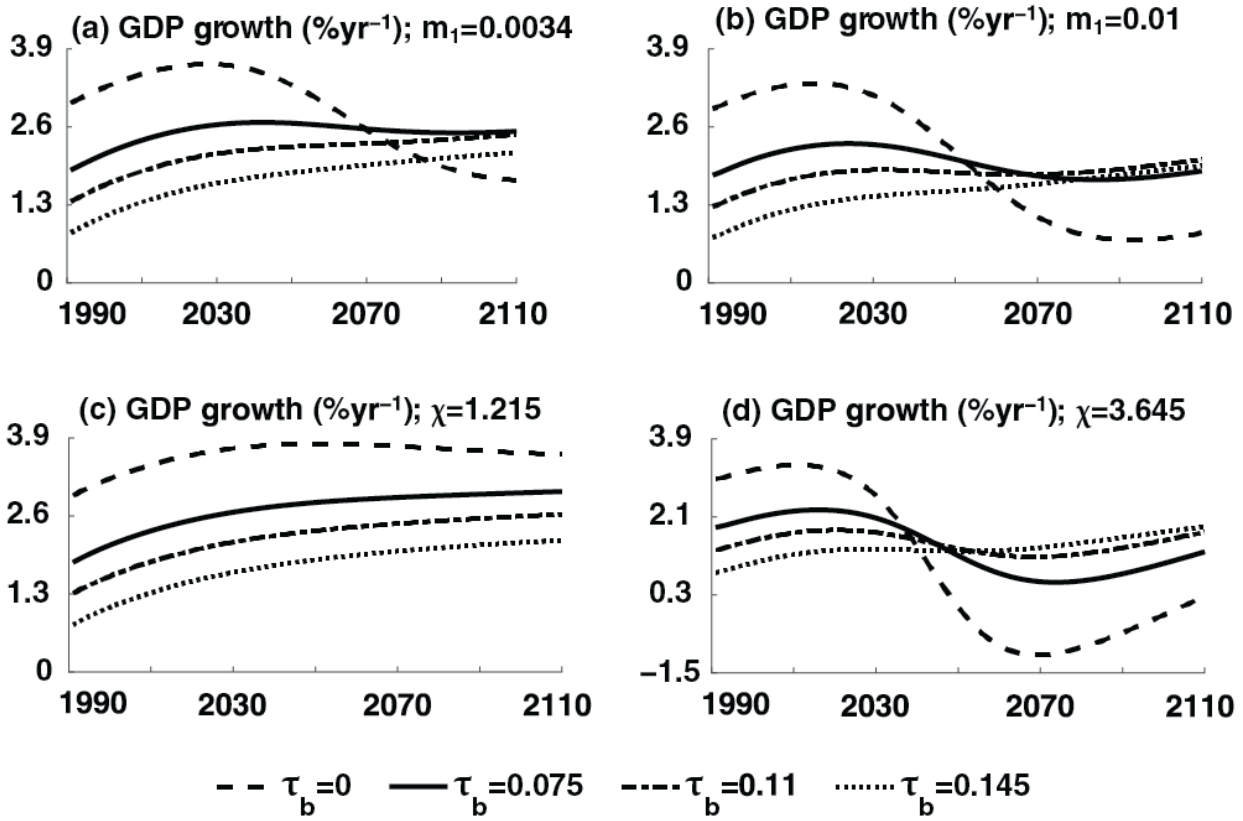 (a) GDP growth (%yr⁻¹); m₁=0.0034
3.9
2.6
1.3
0
1990 2030 2070 2110
(b) GDP growth (%yr⁻¹); m₁=0.01
3.9
2.6
1.3
0
1990 2030 2070 2110
(c) GDP growth (%yr⁻¹); χ=1.215
3.9
2.6
1.3
0
1990 2030 2070 2110
(d) GDP growth (%yr⁻¹); χ=3.645
3.9
2.1
0.3
−1.5
1990 2030 2070 2110
τ_b=0 τ_b=0.075 τ_b=0.11 τ_b=0.145